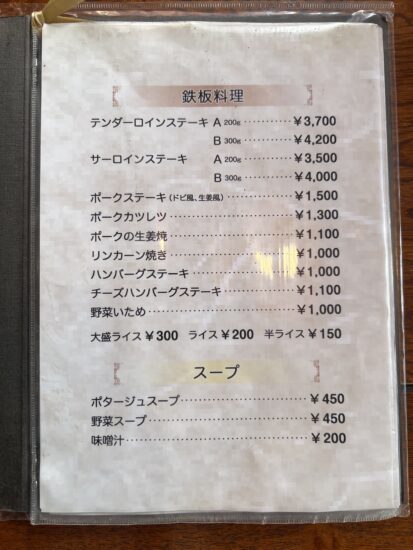 鉄板料理
テンダーロインステーキ A 200g ············ ¥3,700
B 300g ············ ¥4,200
サーロインステーキ A 200g ············ ¥3,500
B 300g ············ ¥4,000
ポークステーキ(ドビ風、生姜風) ············ ¥1,500
ポークカツレツ ························ ¥1,300
ポークの生姜焼 ························ ¥1,100
リンカーン焼き ························ ¥1,000
ハンバーグステーキ ···················· ¥1,000
チーズハンバーグステーキ ·············· ¥1,100
野菜いため ···························· ¥1,000
大盛ライス ¥300 ライス ¥200 半ライス ¥150
スープ
ポタージュスープ ······················ ¥450
野菜スープ ···························· ¥450
味噌汁 ································ ¥200